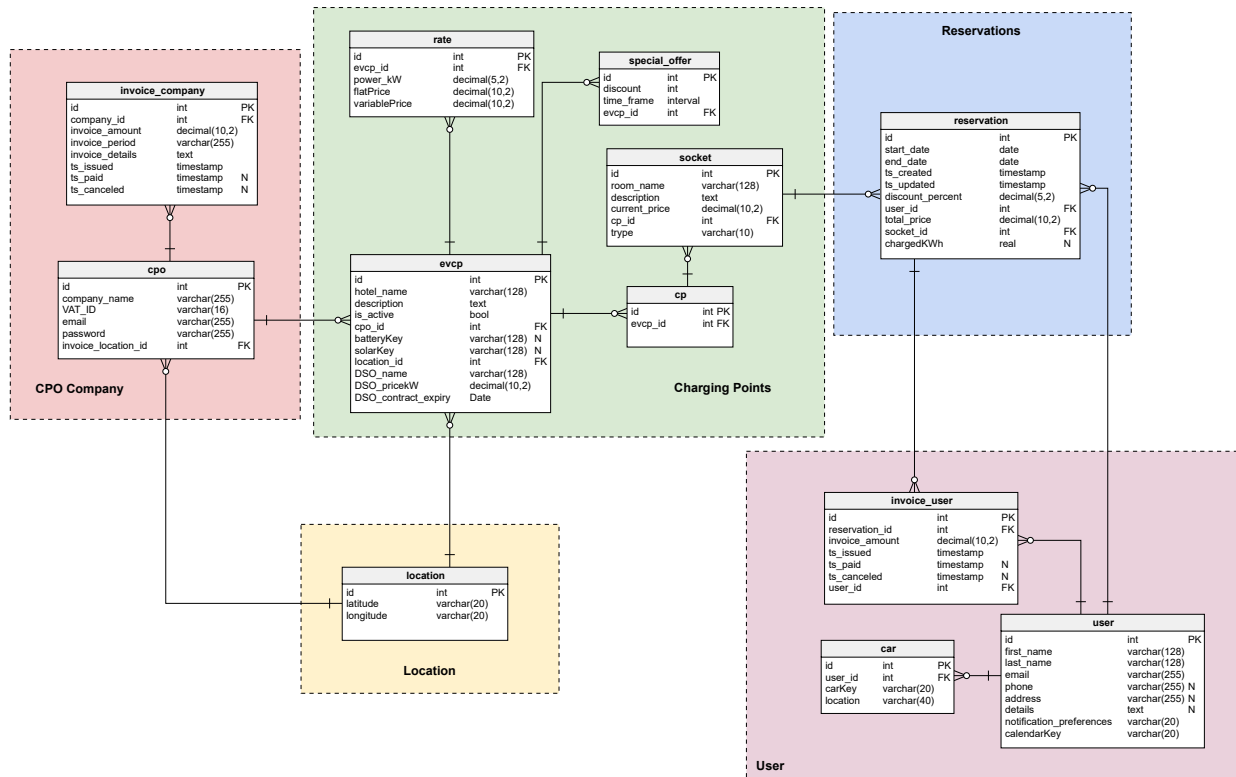 CPO Company
invoice_company
id int PK
company_id int FK
invoice_amount decimal(10,2)
invoice_period varchar(255)
invoice_details text
ts_issued timestamp
ts_paid timestamp N
ts_canceled timestamp N
cpo
id int PK
company_name varchar(255)
VAT_ID varchar(16)
email varchar(255)
password varchar(255)
invoice_location_id int FK
Charging Points
rate
id int PK
evcp_id int FK
power_kW decimal(5,2)
flatPrice decimal(10,2)
variablePrice decimal(10,2)
special_offer
id int PK
discount int
time_frame interval
evcp_id int FK
socket
id int PK
room_name varchar(128)
description text
current_price decimal(10,2)
cp_id int FK
trype varchar(10)
evcp
id int PK
hotel_name varchar(128)
description text
is_active bool
cpo_id int FK
batteryKey varchar(128) N
solarKey varchar(128) N
location_id int FK
DSO_name varchar(128)
DSO_pricekW decimal(10,2)
DSO_contract_expiry Date
cp
id int PK
evcp_id int FK
Reservations
reservation
id int PK
start_date date
end_date date
ts_created timestamp
ts_updated timestamp
discount_percent decimal(5,2)
user_id int FK
total_price decimal(10,2)
socket_id int FK
chargedKWh real N
location
id int PK
latitude varchar(20)
longitude varchar(20)
Location
invoice_user
id int PK
reservation_id int FK
invoice_amount decimal(10,2)
ts_issued timestamp
ts_paid timestamp N
ts_canceled timestamp N
user_id int FK
car
id int PK
user_id int FK
carKey varchar(20)
location varchar(40)
user
id int PK
first_name varchar(128)
last_name varchar(128)
email varchar(255)
phone varchar(255) N
address varchar(255) N
details text N
notification_preferences varchar(20)
calendarKey varchar(20)
User